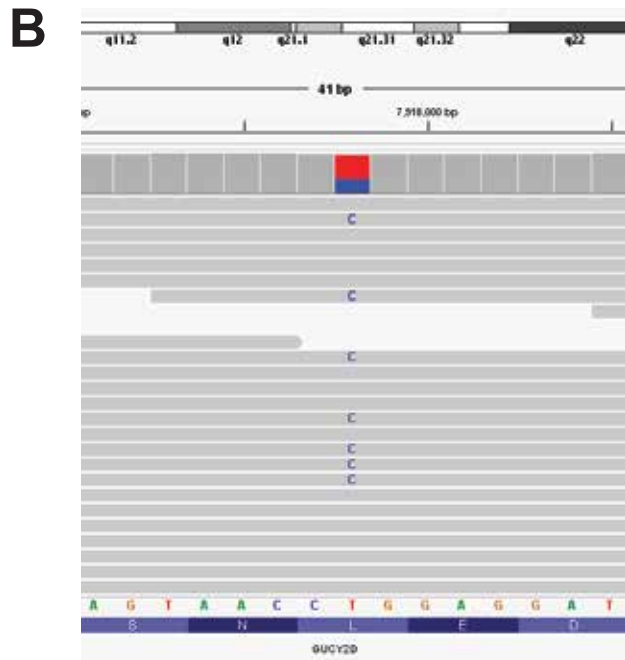 B
q11.2 q12 q21.1 q21.31 q21.32 q22
41 bp
7,918,000 bp
C
C
C
C
C
C
C
A G T A A C C T G G A G G A T
S N L E D
GUCY2D